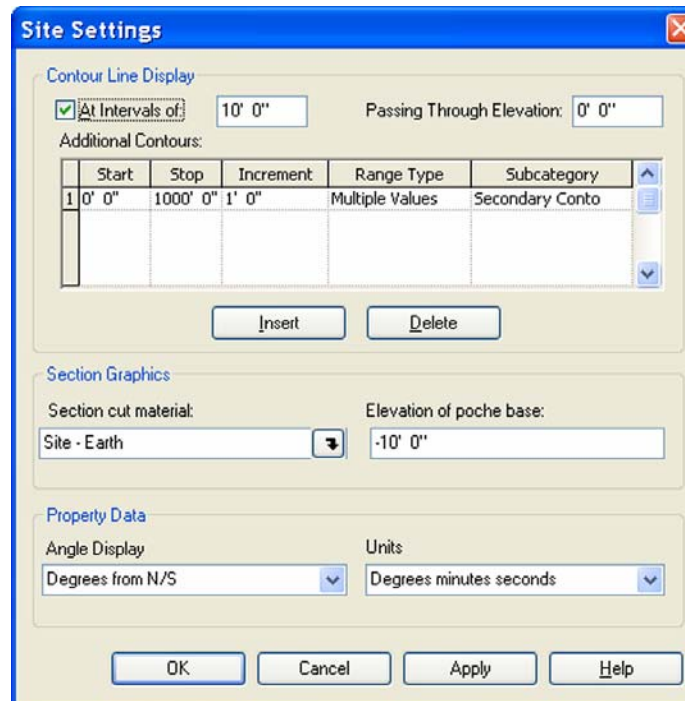 Site Settings
Contour Line Display
At Intervals of: 10' 0" Passing Through Elevation: 0' 0"
Additional Contours:
Start Stop Increment Range Type Subcategory
1 0' 0" 1000' 0" 1' 0" Multiple Values Secondary Conto
Insert Delete
Section Graphics
Section cut material: Elevation of poche base:
Site - Earth -10' 0"
Property Data
Angle Display Units
Degrees from N/S Degrees minutes seconds
OK Cancel Apply Help